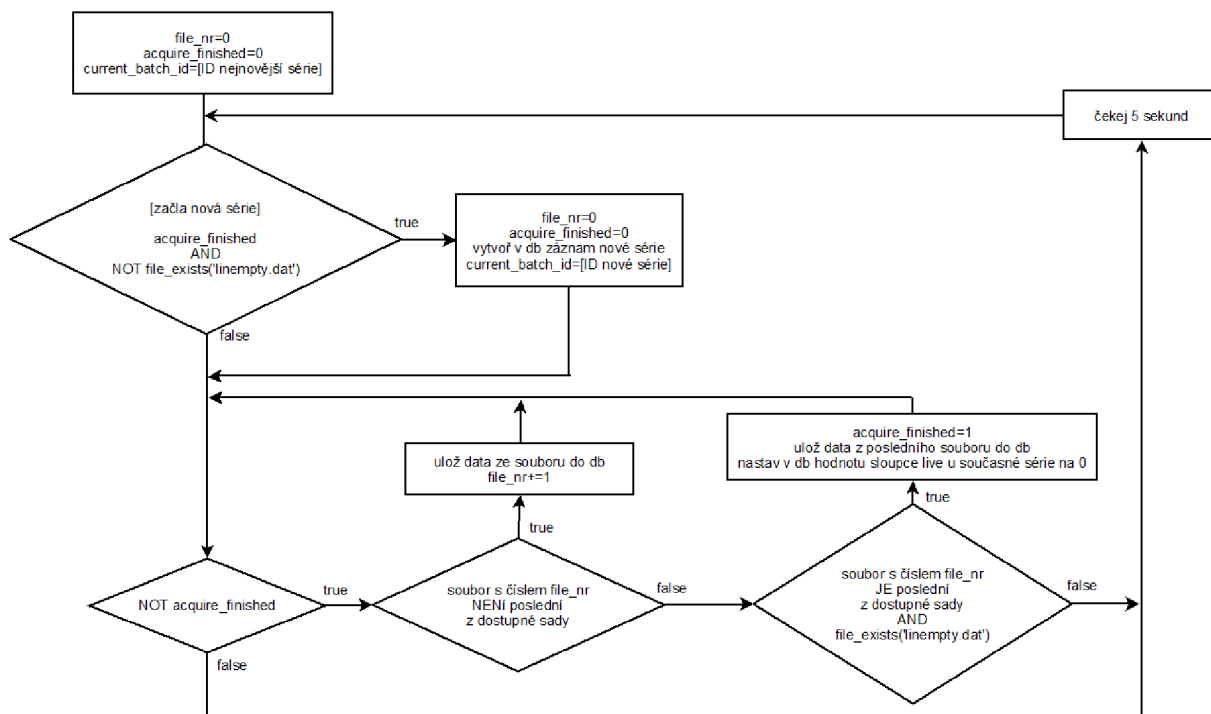 file_nr=0
acquire_finished=0
current_batch_id=[ID nejnovější série]
čekej 5 sekund
[začla nová série]
acquire_finished
AND
NOT file_exists('linempty.dat')
true
file_nr=0
acquire_finished=0
vytvoř v db záznam nové série
current_batch_id=[ID nové série]
false
ulož data ze souboru do db
file_nr+=1
acquire_finished=1
ulož data z posledního souboru do db
nastav v db hodnotu sloupce live u současné série na 0
true
true
NOT acquire_finished
true
soubor s číslem file_nr
NENí poslední
z dostupné sady
false
soubor s číslem file_nr
JE poslední
z dostupné sady
AND
file_exists('linempty.dat')
false
false